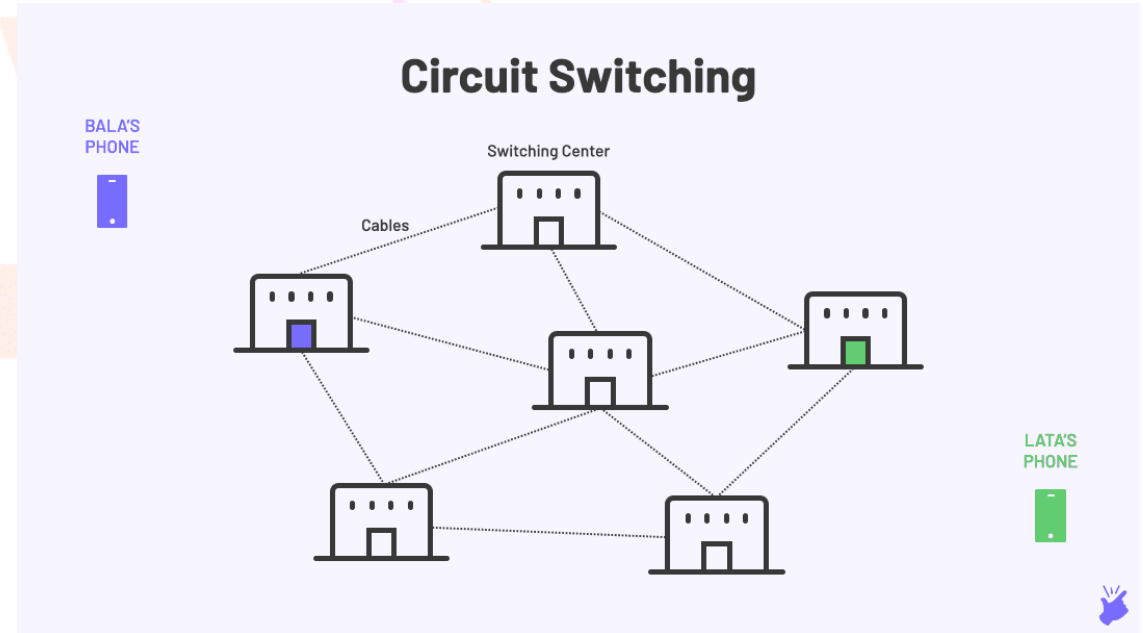 Circuit Switching
BALA'S
PHONE
Switching Center
Cables
LATA'S
PHONE